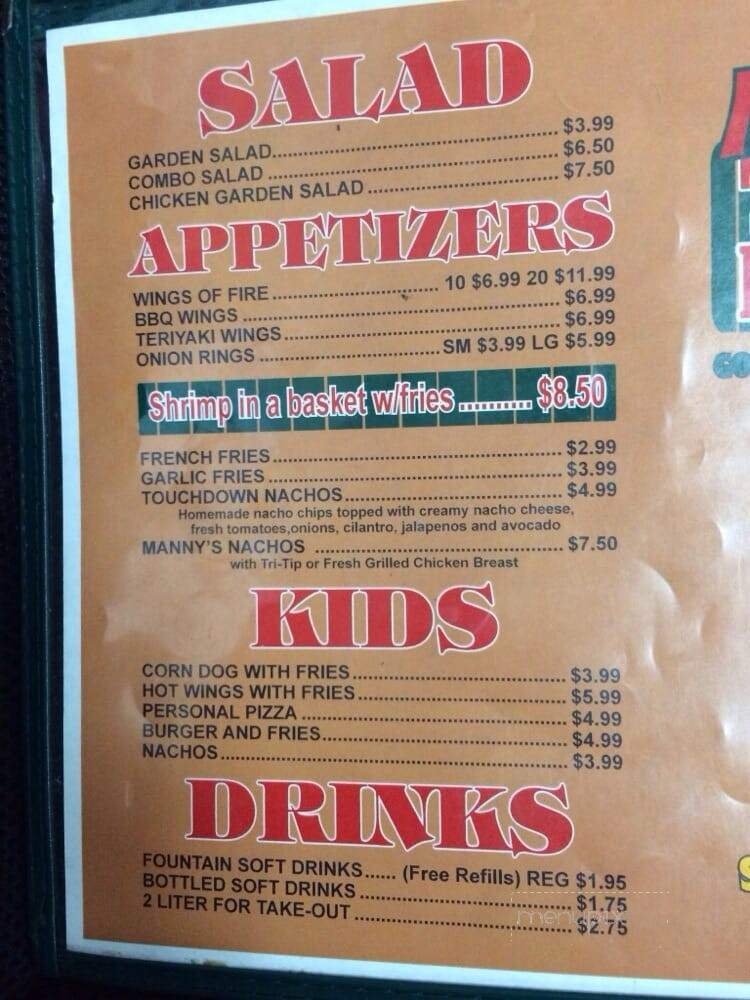 SALAD
GARDEN SALAD.......... $3.99
COMBO SALAD .......... $6.50
CHICKEN GARDEN SALAD .......... $7.50
APPETIZERS
WINGS OF FIRE .......... 10 $6.99 20 $11.99
BBQ WINGS .......... $6.99
TERIYAKI WINGS.......... $6.99
ONION RINGS .......... SM $3.99 LG $5.99
Shrimp in a basket w/fries .......... $8.50
FRENCH FRIES .......... $2.99
GARLIC FRIES .......... $3.99
TOUCHDOWN NACHOS.......... $4.99
Homemade nacho chips topped with creamy nacho cheese,
fresh tomatoes,onions, cilantro, jalapenos and avocado
MANNY'S NACHOS .......... $7.50
with Tri-Tip or Fresh Grilled Chicken Breast
KIDS
CORN DOG WITH FRIES.......... $3.99
HOT WINGS WITH FRIES.......... $5.99
PERSONAL PIZZA .......... $4.99
BURGER AND FRIES.......... $4.99
NACHOS.......... $3.99
DRINKS
FOUNTAIN SOFT DRINKS...... (Free Refills) REG $1.95
BOTTLED SOFT DRINKS .......... $1.75
2 LITER FOR TAKE-OUT .......... $2.75
menupix